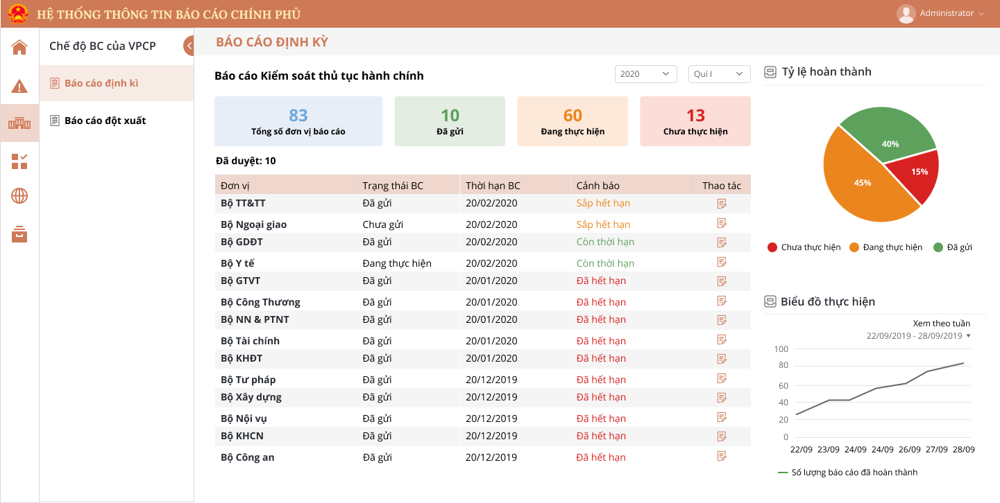 HỆ THỐNG THÔNG TIN BÁO CÁO CHÍNH PHỦ
Administrator
Chế độ BC của VPCP
Báo cáo định kì
Báo cáo đột xuất
BÁO CÁO ĐỊNH KỲ
Báo cáo Kiểm soát thủ tục hành chính
2020
Quí I
83
Tổng số đơn vị báo cáo
10
Đã gửi
60
Đang thực hiện
13
Chưa thực hiện
Đã duyệt: 10
Đơn vị Trạng thái BC Thời hạn BC Cảnh báo Thao tác
Bộ TT&TT Đã gửi 20/02/2020 Sắp hết hạn
Bộ Ngoại giao Chưa gửi 20/02/2020 Sắp hết hạn
Bộ GDĐT Đã gửi 20/02/2020 Còn thời hạn
Bộ Y tế Đang thực hiện 20/02/2020 Còn thời hạn
Bộ GTVT Đã gửi 20/01/2020 Đã hết hạn
Bộ Công Thương Đã gửi 20/01/2020 Đã hết hạn
Bộ NN & PTNT Đã gửi 20/01/2020 Đã hết hạn
Bộ Tài chính Đã gửi 20/01/2020 Đã hết hạn
Bộ KHĐT Đã gửi 20/01/2020 Đã hết hạn
Bộ Tư pháp Đã gửi 20/12/2019 Đã hết hạn
Bộ Xây dựng Đã gửi 20/12/2019 Đã hết hạn
Bộ Nội vụ Đã gửi 20/12/2019 Đã hết hạn
Bộ KHCN Đã gửi 20/12/2019 Đã hết hạn
Bộ Công an Đã gửi 20/12/2019 Đã hết hạn
Tỷ lệ hoàn thành
40%
15%
45%
Chưa thực hiện Đang thực hiện Đã gửi
Biểu đồ thực hiện
Xem theo tuần
22/09/2019 - 28/09/2019
100
80
60
40
20
0
22/09 23/09 24/09 24/09 26/09 27/09 28/09
Số lượng báo cáo đã hoàn thành